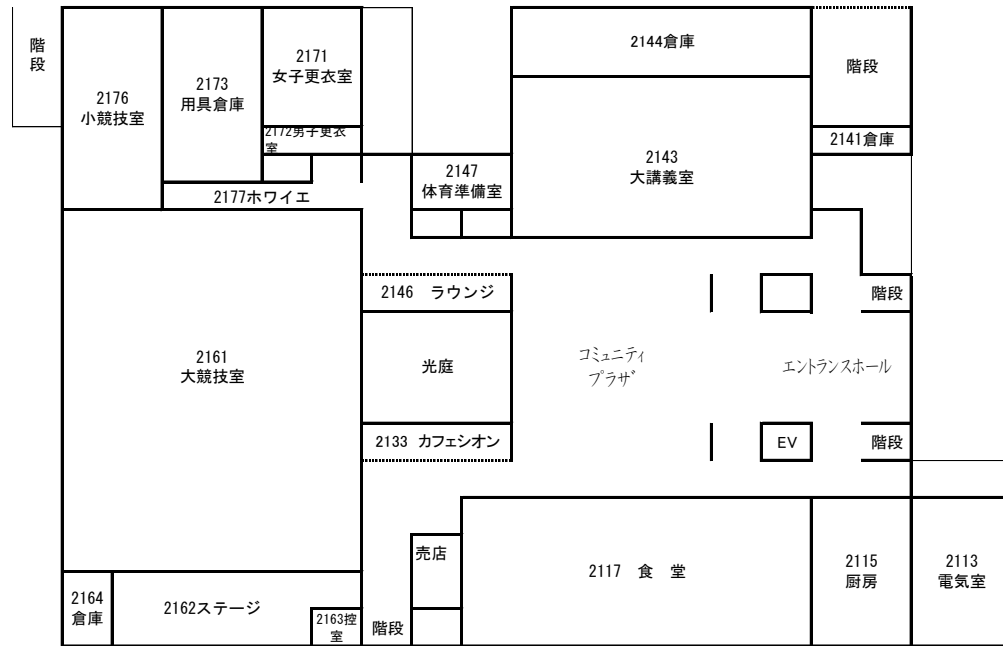 階
段
2176
小競技室
2173
用具倉庫
2171
女子更衣室
2172男子更衣
室
2177ホワイエ
2147
体育準備室
2144倉庫
2143
大講義室
階段
2141倉庫
2161
大競技室
2146　ラウンジ
光庭
2133 カフェシオン
コミュニティ
プラザ
エントランスホール
階段
EV
階段
2164
倉庫
2162ステージ
2163控
室
階段
売店
2117　食　堂
2115
厨房
2113
電気室